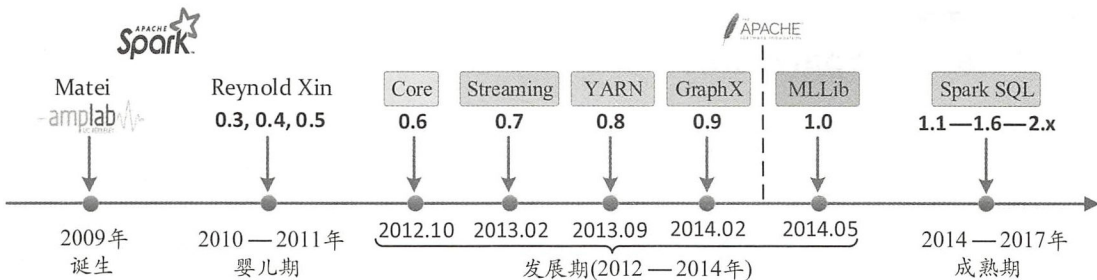 APACHE
Spark
APACHE
Matei
amplab
UC BERKELEY
Reynold Xin
0.3, 0.4, 0.5
Core
0.6
Streaming
0.7
YARN
0.8
GraphX
0.9
MLLib
1.0
Spark SQL
1.1—1.6—2.x
2009年
诞生
2010—2011年
婴儿期
2012.10
2013.02
2013.09
2014.02
2014.05
发展期(2012—2014年)
2014—2017年
成熟期